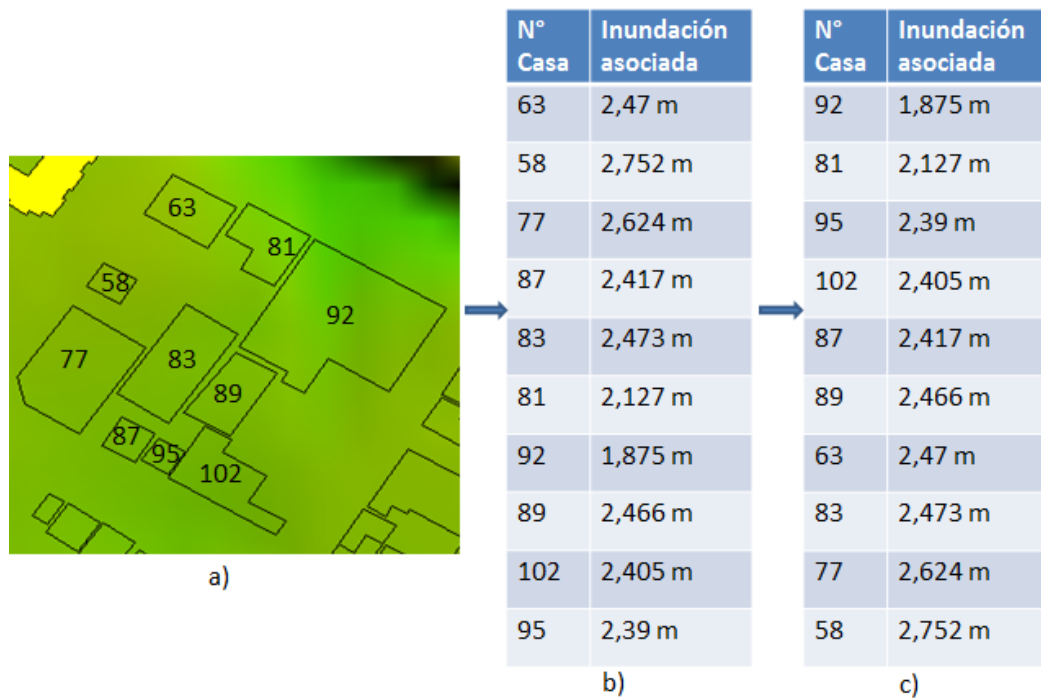 63
81
58
92
77
83
89
87
95
102
a)
N° Inundación
Casa asociada
63 2,47 m
58 2,752 m
77 2,624 m
87 2,417 m
83 2,473 m
81 2,127 m
92 1,875 m
89 2,466 m
102 2,405 m
95 2,39 m
b)
N° Inundación
Casa asociada
92 1,875 m
81 2,127 m
95 2,39 m
102 2,405 m
87 2,417 m
89 2,466 m
63 2,47 m
83 2,473 m
77 2,624 m
58 2,752 m
c)